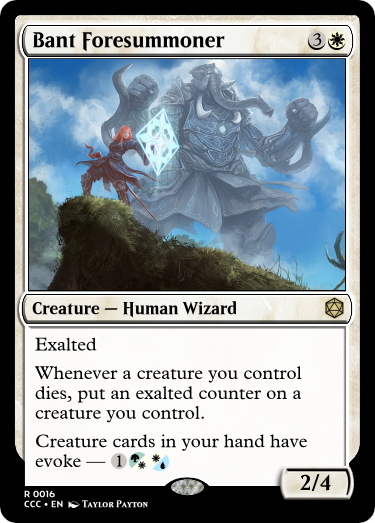 Bant Foresummoner 3
Creature — Human Wizard
Exalted
Whenever a creature you control
dies, put an exalted counter on a
creature you control.
Creature cards in your hand have
evoke — 1
2/4
R 0016
CCC • EN Taylor Payton